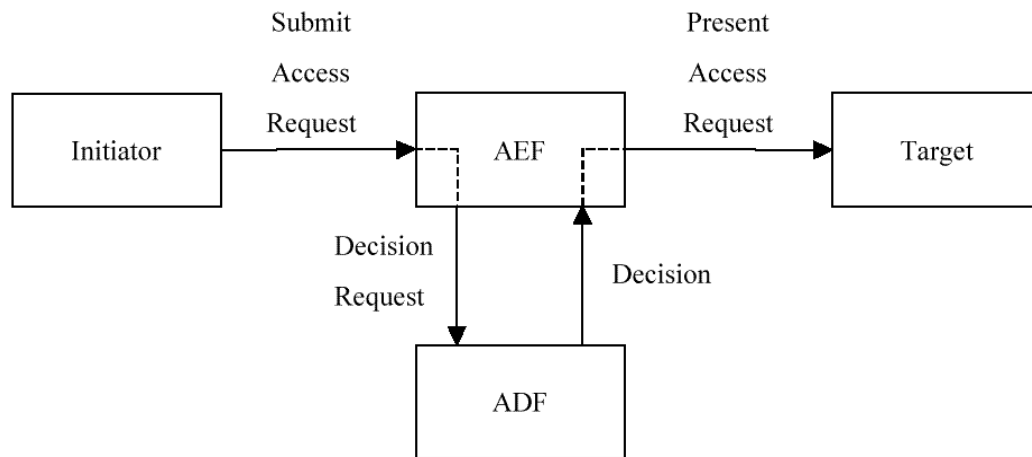 Submit
Access
Request
Present
Access
Request
Initiator
AEF
Target
Decision
Request
Decision
ADF